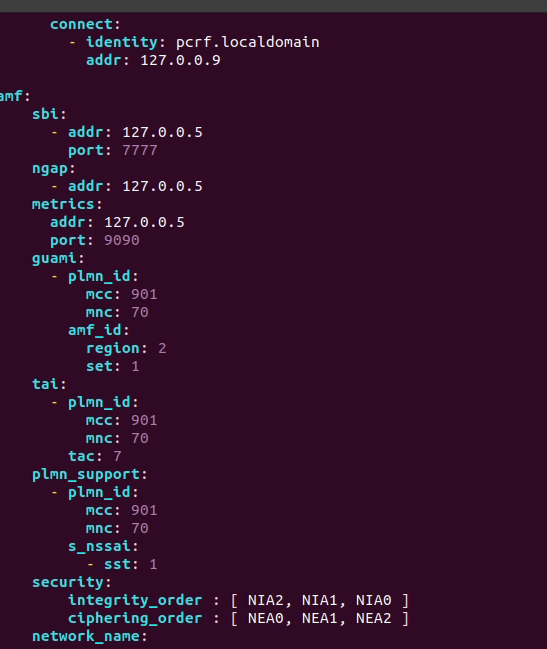 connect:
- identity: pcrf.localdomain
addr: 127.0.0.9
amf:
sbi:
- addr: 127.0.0.5
port: 7777
ngap:
- addr: 127.0.0.5
metrics:
addr: 127.0.0.5
port: 9090
guami:
- plmn_id:
mcc: 901
mnc: 70
amf_id:
region: 2
set: 1
tai:
- plmn_id:
mcc: 901
mnc: 70
tac: 7
plmn_support:
- plmn_id:
mcc: 901
mnc: 70
s_nssai:
- sst: 1
security:
integrity_order : [ NIA2, NIA1, NIA0 ]
ciphering_order : [ NEA0, NEA1, NEA2 ]
network_name: